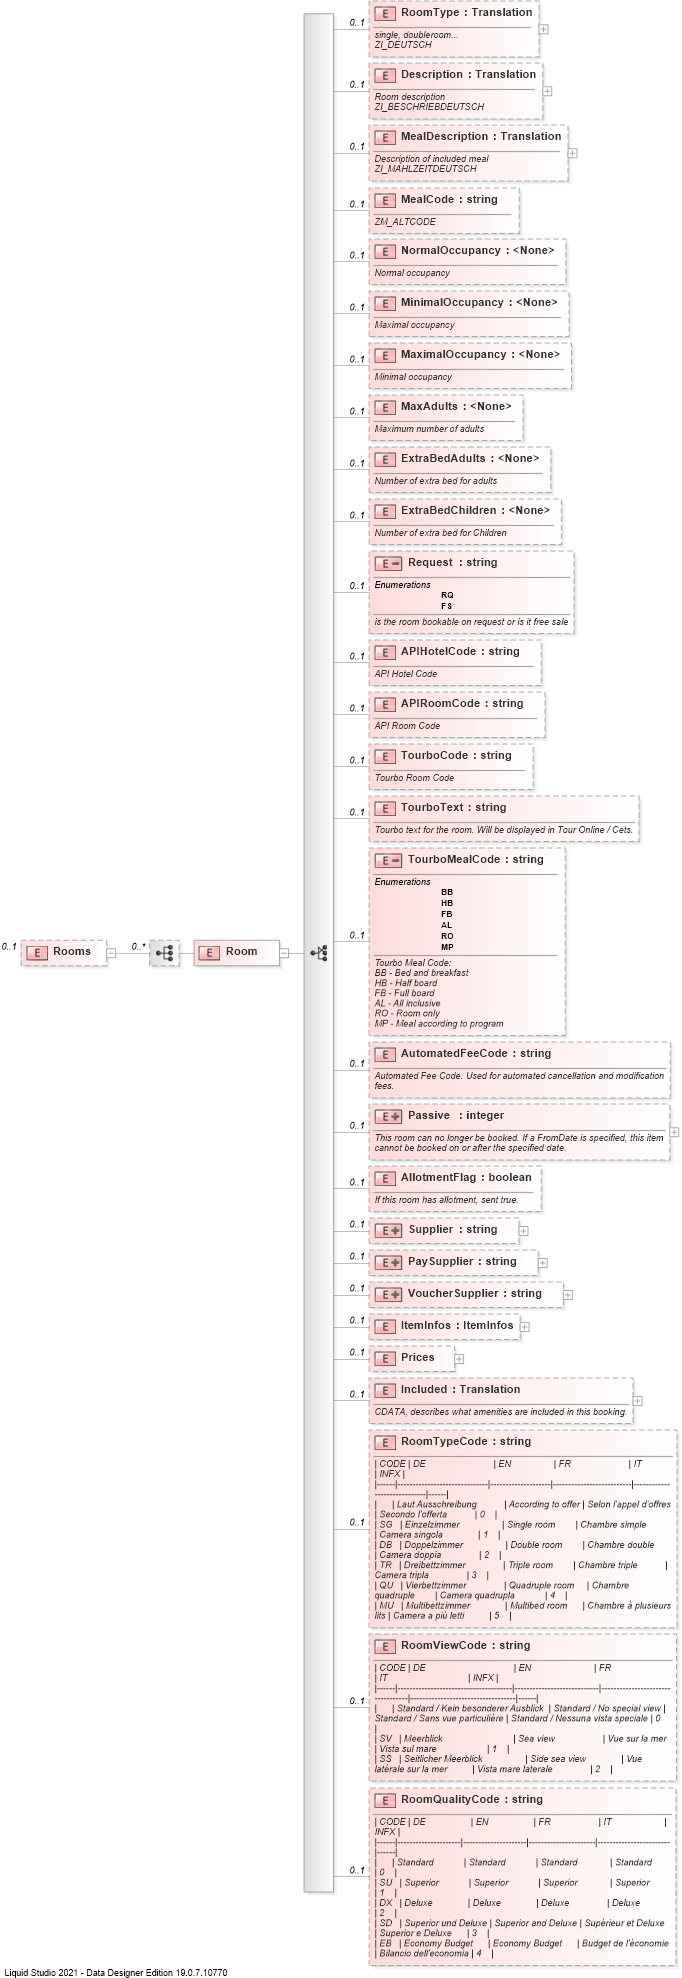 RoomType : Translation
0..1
single, doubleroom...
ZI_DEUTSCH
Description : Translation
0..1
Room description
ZI_BESCHRIEBDEUTSCH
MealDescription : Translation
0..1
Description of included meal
ZI_MAHLZEITDEUTSCH
MealCode : string
0..1
ZM_ALTCODE
NormalOccupancy : <None>
0..1
Normal occupancy
MinimalOccupancy : <None>
0..1
Maximal occupancy
MaximalOccupancy : <None>
0..1
Minimal occupancy
MaxAdults : <None>
0..1
Maximum number of adults
ExtraBedAdults : <None>
0..1
Number of extra bed for adults
ExtraBedChildren : <None>
0..1
Number of extra bed for Children
Request : string
0..1
Enumerations
RQ
FS
is the room bookable on request or is it free sale
APIHotelCode : string
0..1
API Hotel Code
APIRoomCode : string
0..1
API Room Code
TourboCode : string
0..1
Tourbo Room Code
TourboText : string
0..1
Tourbo text for the room. Will be displayed in Tour Online / Cets.
TourboMealCode : string
Enumerations
BB
HB
FB
AL
RO
MP
0..1
Tourbo Meal Code:
BB - Bed and breakfast
HB - Half board
FB - Full board
AL - All inclusive
RO - Room only
MP - Meal according to program
0..1 Rooms 0..* Room
AutomatedFeeCode : string
0..1
Automated Fee Code. Used for automated cancellation and modification
fees.
Passive : integer
0..1
This room can no longer be booked. If a FromDate is specified, this item
cannot be booked on or after the specified date.
AllotmentFlag : boolean
0..1
If this room has allotment, sent true.
0..1 Supplier : string
0..1 PaySupplier : string
0..1 VoucherSupplier : string
0..1 ItemInfos : ItemInfos
0..1 Prices
Included : Translation
0..1
CDATA, describes what amenities are included in this booking.
RoomTypeCode : string
0..1
| CODE | DE | EN | FR | IT
| INFX |
|------|------------------------------|--------------------|--------------------------|------------
-----------------|------|
| | Laut Ausschreibung | According to offer | Selon l'appel d'offres
| Secondo l'offerta | 0 |
SG | Einzelzimmer | Single room | Chambre simple
| Camera singola | 1 |
DB | Doppelzimmer | Double room | Chambre double
| Camera doppia | 2 |
TR | Dreibettzimmer | Triple room | Chambre triple |
Camera tripla | 3 |
QU | Vierbettzimmer | Quadruple room | Chambre
quadruple | Camera quadrupla | 4 |
| MU | Multibettzimmer | Multibed room | Chambre à plusieurs
lits | Camera a più letti | 5 |
RoomViewCode : string
0..1
| CODE | DE | EN | FR
| IT | INFX |
|------|--------------------------------------|----------------------------|----------------------
-----------|-----------------------------------|------|
| | Standard / Kein besonderer Ausblick | Standard / No special view |
Standard / Sans vue particulière | Standard / Nessuna vista speciale | 0
|
| SV | Meerblick | Sea view | Vue sur la mer
| Vista sul mare | 1 |
| SS | Seitlicher Meerblick | Side sea view | Vue
latérale sur la mer | Vista mare laterale | 2 |
RoomQualityCode : string
0..1
| CODE | DE | EN | FR | IT |
INFX |
|------|---------------------|---------------------|----------------------|------------------------
|------|
| | Standard | Standard | Standard | Standard
| 0 |
SU | Superior | Superior | Superior | Superior
| 1 |
DX | Deluxe | Deluxe | Deluxe | Deluxe
| 2 |
SD | Superior und Deluxe | Superior and Deluxe | Supérieur et Deluxe
Superior e Deluxe | 3 |
EB | Economy Budget | Economy Budget | Budget de l'économie
| Bilancio dell'economia | 4 |
Liquid Studio 2021 - Data Designer Edition 19.0.7.10770